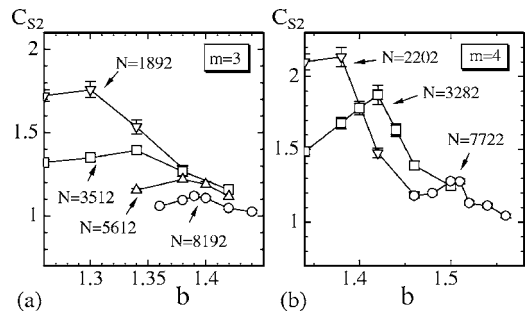 C_S2
2
1.5
1
N=1892
m=3
N=3512
N=5612
N=8192
1.3 1.35 1.4
(a) b
C_S2
2
1.5
1
N=2202
m=4
N=3282
N=7722
1.4 1.5
(b) b